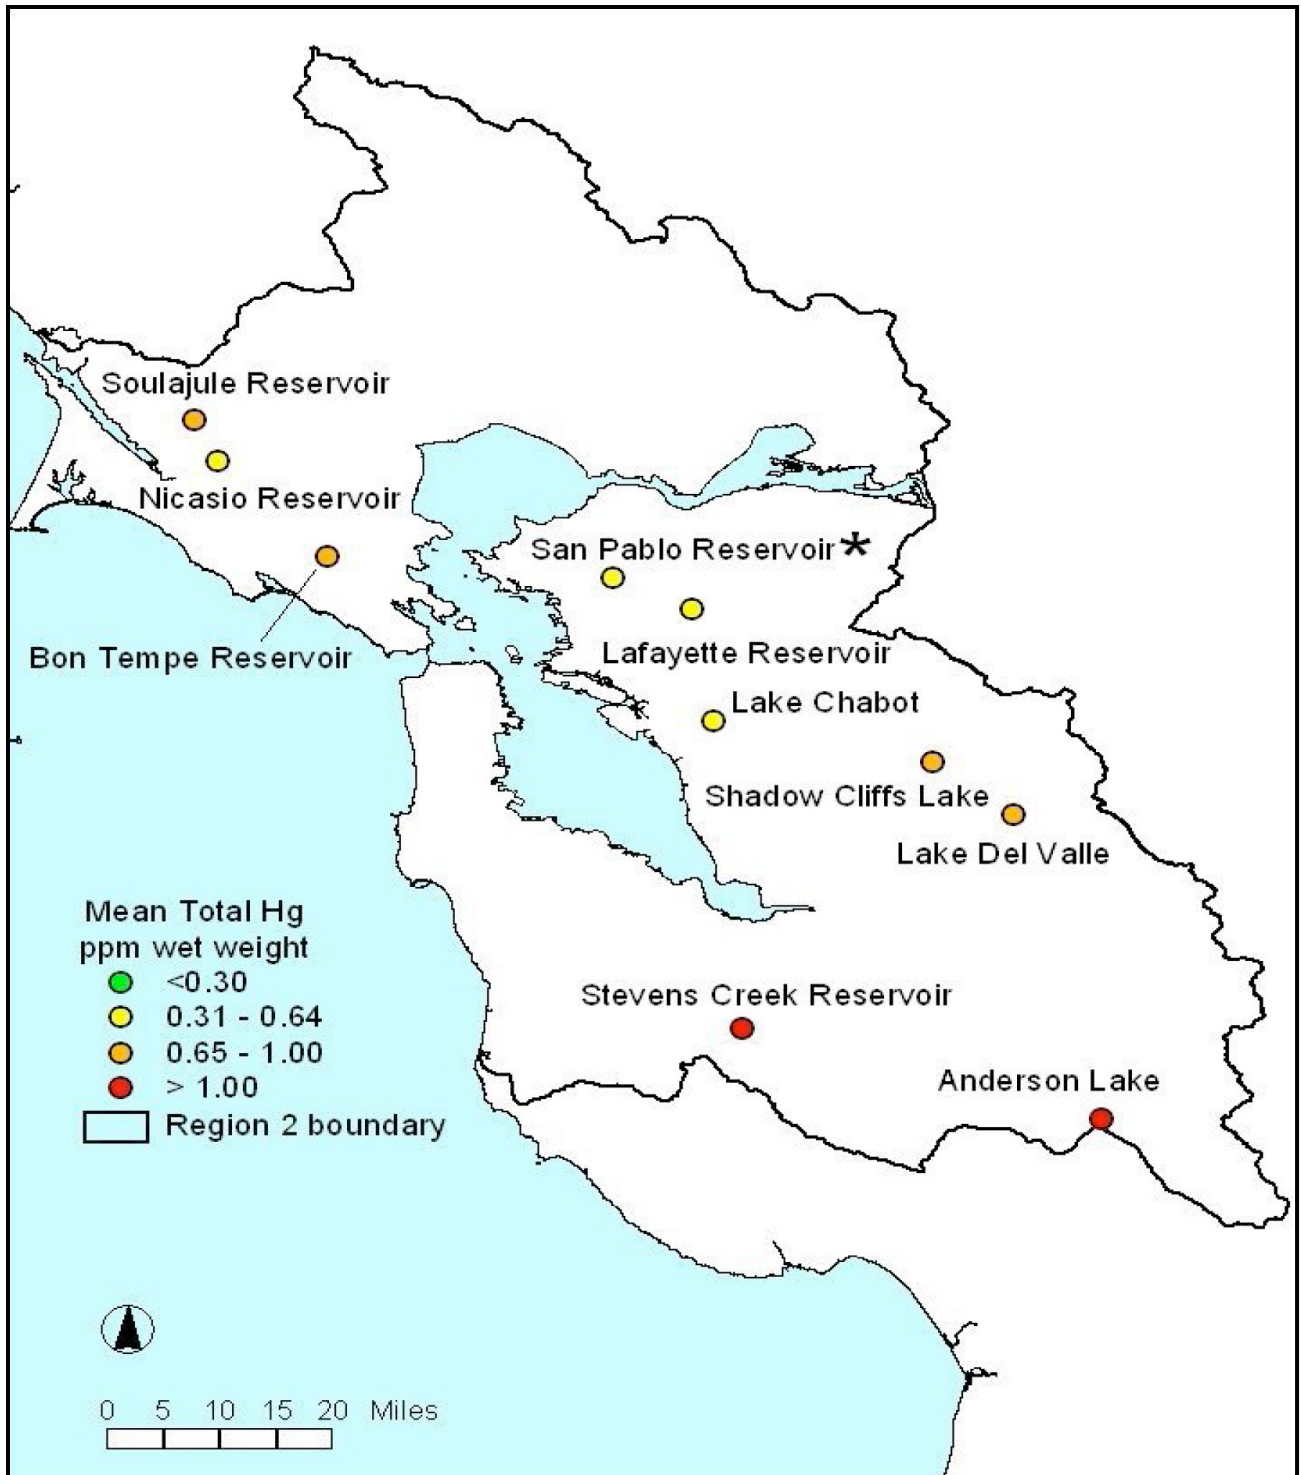 Soulajule Reservoir
Nicasio Reservoir
San Pablo Reservoir*
Bon Tempe Reservoir
Lafayette Reservoir
Lake Chabot
Shadow Cliffs Lake
Lake Del Valle
Mean Total Hg
ppm wet weight
<0.30
0.31 - 0.64
0.65 - 1.00
> 1.00
Region 2 boundary
Stevens Creek Reservoir
Anderson Lake
0 5 10 15 20 Miles